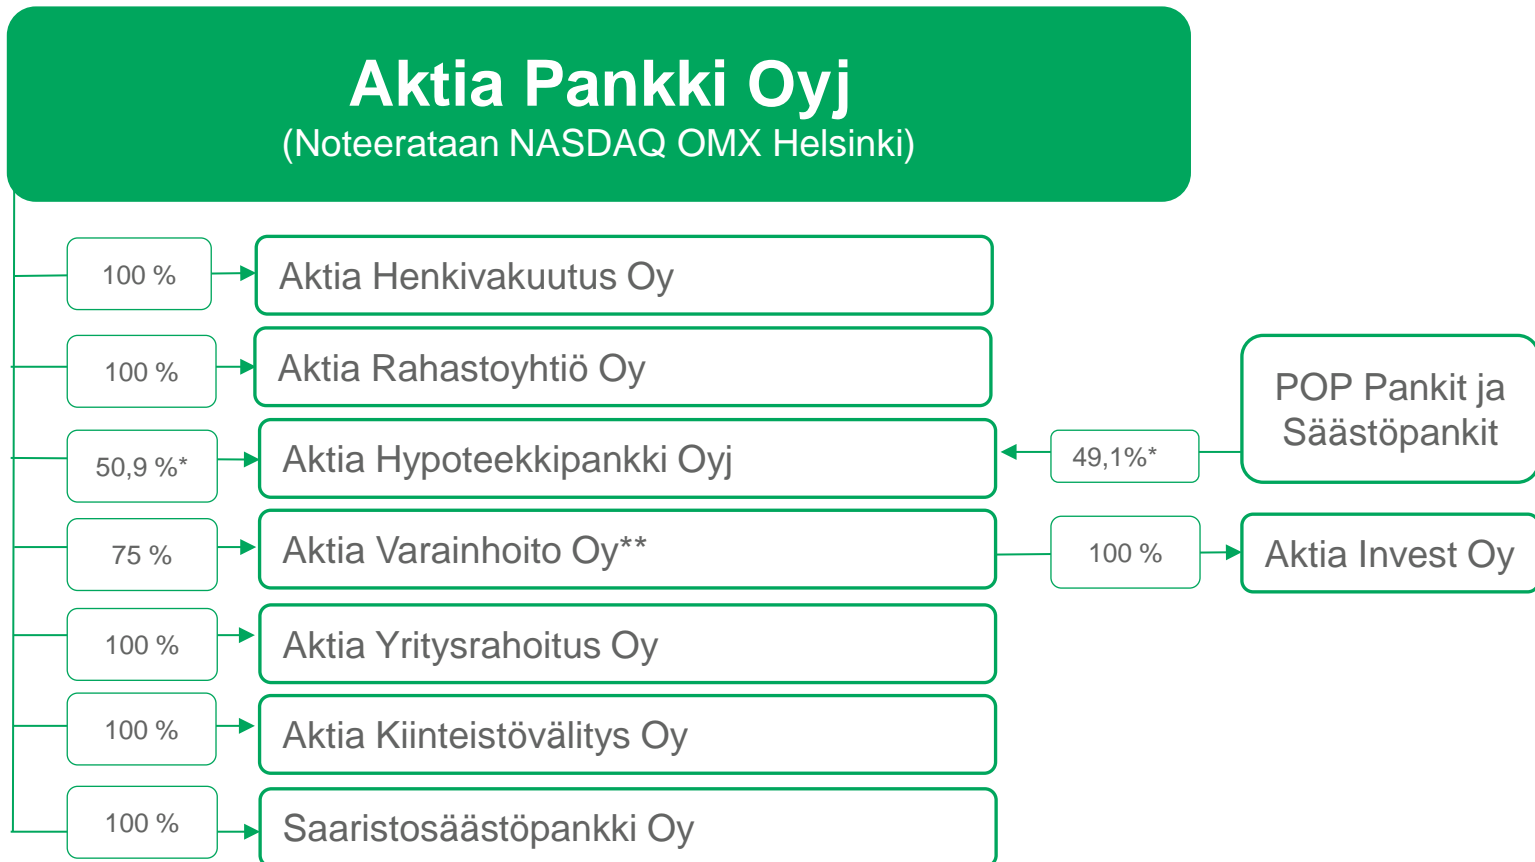 Aktia Pankki Oyj
(Noteerataan NASDAQ OMX Helsinki)
100 %
Aktia Henkivakuutus Oy
100 %
Aktia Rahastoyhtiö Oy
50,9 %*
Aktia Hypoteekkipankki Oyj
49,1%*
POP Pankit ja
Säästöpankit
75 %
Aktia Varainhoito Oy**
100 %
Aktia Invest Oy
100 %
Aktia Yritysrahoitus Oy
100 %
Aktia Kiinteistövälitys Oy
100 %
Saaristosäästöpankki Oy